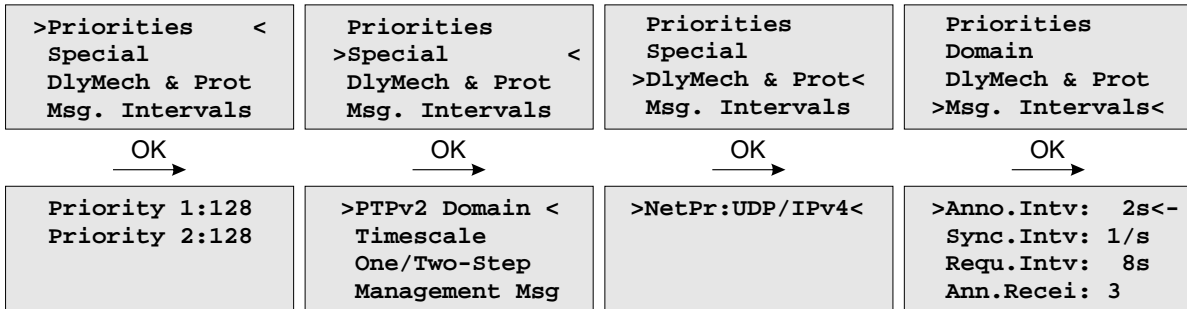 >Priorities    <
Special
DlyMech & Prot
Msg. Intervals
Priorities
>Special       <
DlyMech & Prot
Msg. Intervals
Priorities
Special
>DlyMech & Prot<
Msg. Intervals
Priorities
Domain
DlyMech & Prot
>Msg. Intervals<
OK
OK
OK
OK
Priority 1:128
Priority 2:128
>PTPv2 Domain <
Timescale
One/Two-Step
Management Msg
>NetPr:UDP/IPv4<
>Anno.Intv:  2s<-
Sync.Intv: 1/s
Requ.Intv:  8s
Ann.Recei: 3